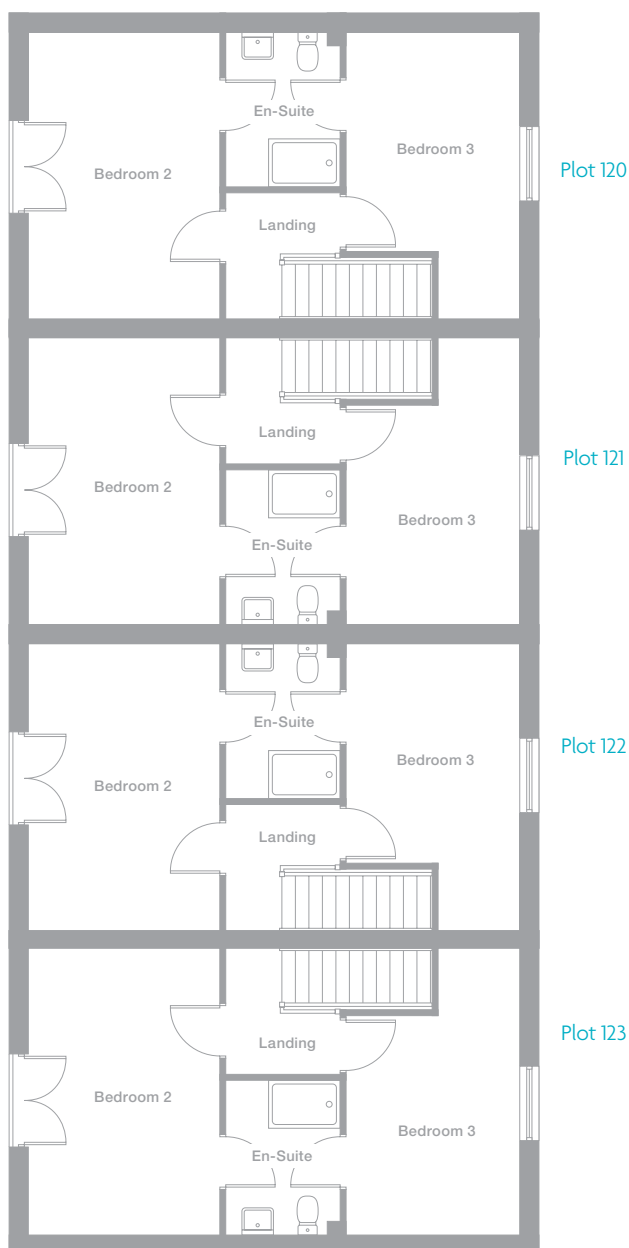 En-Suite
Bedroom 2
Bedroom 3
Plot 120
Landing
Landing
Plot 121
Bedroom 2
Bedroom 3
En-Suite
En-Suite
Plot 122
Bedroom 2
Bedroom 3
Landing
Plot 123
Landing
Bedroom 2
Bedroom 3
En-Suite